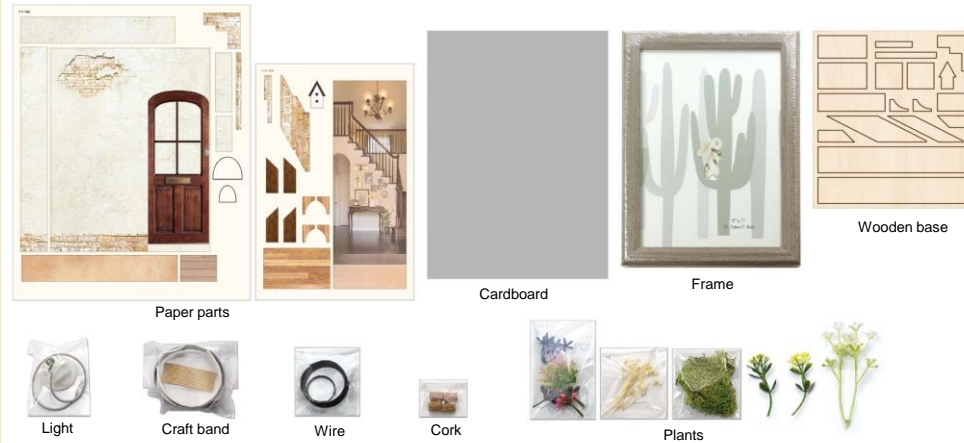 Paper parts
Cardboard
Frame
Wooden base
Light
Craft band
Wire
Cork
Plants